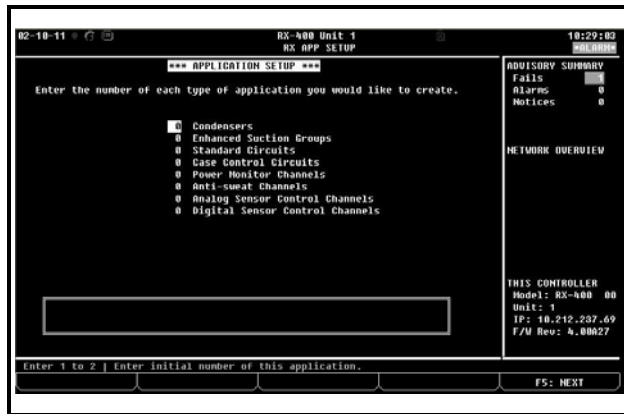 02-10-11 RX-400 Unit 1 10:29:03
RX APP SETUP *ALARM*
*** APPLICATION SETUP ***
Enter the number of each type of application you would like to create.
0 Condensers
0 Enhanced Suction Groups
0 Standard Circuits
0 Case Control Circuits
0 Power Monitor Channels
0 Anti-sweat Channels
0 Analog Sensor Control Channels
0 Digital Sensor Control Channels
ADVISORY SUMMARY
Fails 1
Alarms 0
Notices 0
NETWORK OVERVIEW
THIS CONTROLLER
Model: RX-400 00
Unit: 1
IP: 10.212.237.69
F/W Rev: 4.00A27
Enter 1 to 2 | Enter initial number of this application.
F5: NEXT